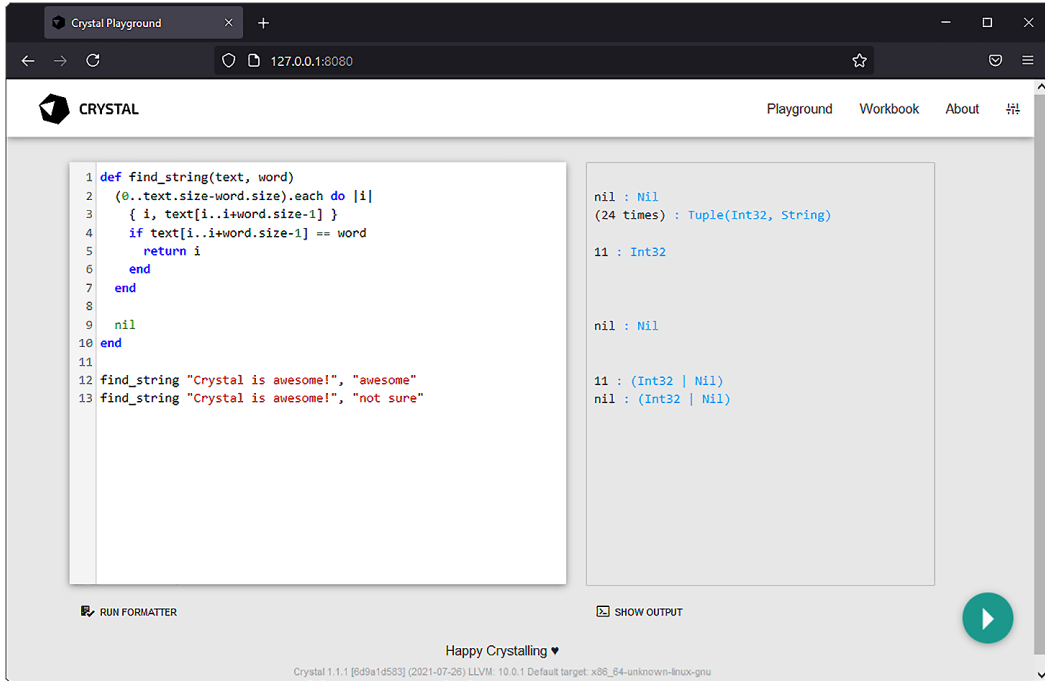 Crystal Playground
127.0.0.1:8080
CRYSTAL
Playground Workbook About
1 def find_string(text, word)
2   (0..text.size-word.size).each do |i|
3     { i, text[i..i+word.size-1] }
4     if text[i..i+word.size-1] == word
5       return i
6     end
7   end
8
9   nil
10 end
11
12 find_string "Crystal is awesome!", "awesome"
13 find_string "Crystal is awesome!", "not sure"
nil : Nil
(24 times) : Tuple(Int32, String)
11 : Int32
nil : Nil
11 : (Int32 | Nil)
nil : (Int32 | Nil)
RUN FORMATTER
SHOW OUTPUT
Happy Crystalling ♥
Crystal 1.1.1 [6d9a1d583] (2021-07-26) LLVM: 10.0.1 Default target: x86_64-unknown-linux-gnu